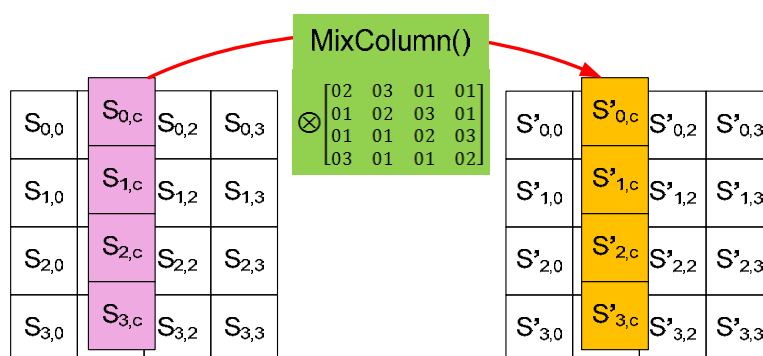 MixColumn()
⊗[02 03 01 01
01 02 03 01
01 01 02 03
03 01 01 02]
S0,0 S0,c S0,2 S0,3
S1,0 S1,c S1,2 S1,3
S2,0 S2,c S2,2 S2,3
S3,0 S3,c S3,2 S3,3
S'0,0 S'0,c S'0,2 S'0,3
S'1,0 S'1,c S'1,2 S'1,3
S'2,0 S'2,c S'2,2 S'2,3
S'3,0 S'3,c S'3,2 S'3,3